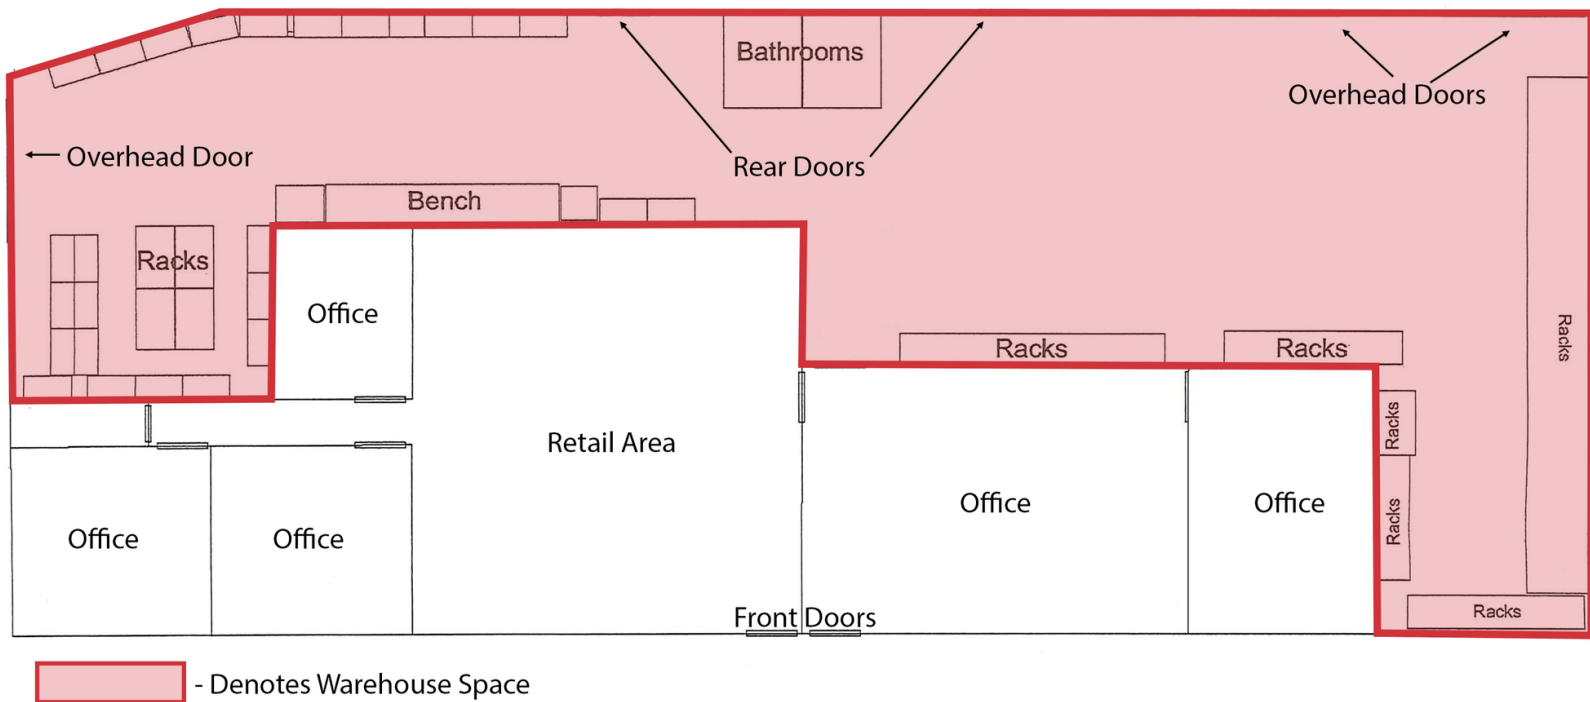 Bathrooms
Overhead Doors
Overhead Door
Rear Doors
Bench
Racks
Office
Racks
Racks
Racks
Racks
Retail Area
Office
Office
Racks
Office
Office
Front Doors
Racks
- Denotes Warehouse Space